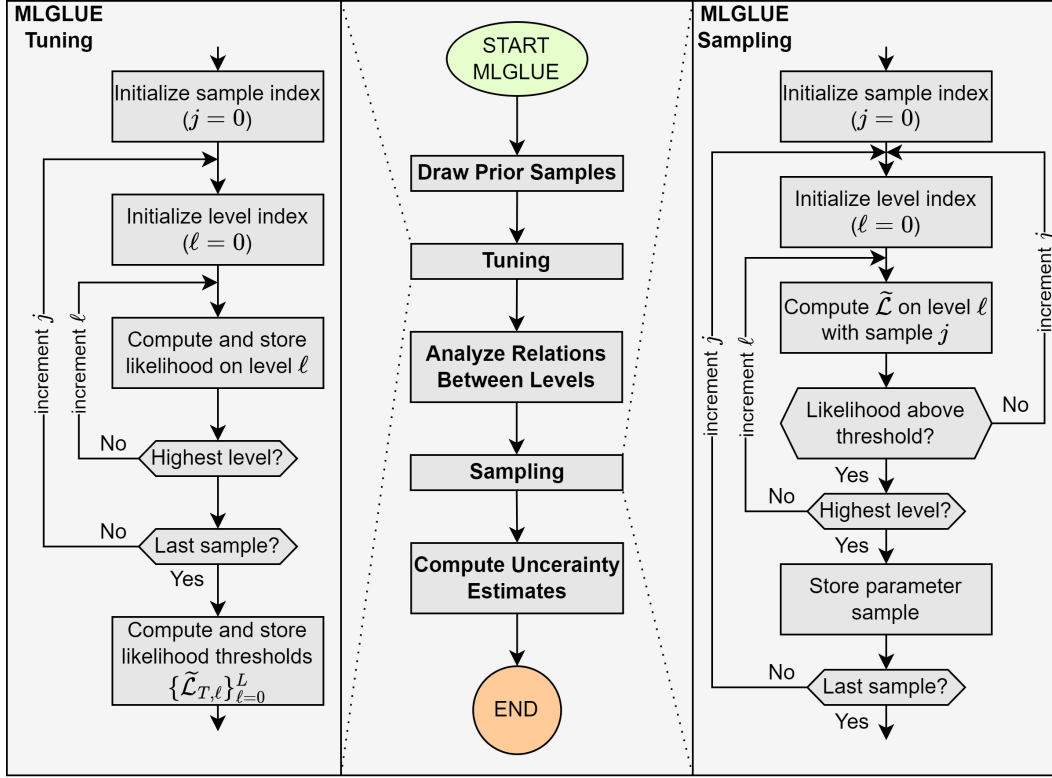 MLGLUE
Tuning
Initialize sample index
(j = 0)
Initialize level index
(ℓ = 0)
increment j
increment ℓ
Compute and store
likelihood on level ℓ
No
Highest level?
No
Last sample?
Yes
Compute and store
likelihood thresholds
{L̃_{T,ℓ}}_{ℓ=0}^{L}
START
MLGLUE
Draw Prior Samples
Tuning
Analyze Relations
Between Levels
Sampling
Compute Uncerainty
Estimates
END
MLGLUE
Sampling
Initialize sample index
(j = 0)
Initialize level index
(ℓ = 0)
increment j
increment j
increment ℓ
Compute L̃ on level ℓ
with sample j
Likelihood above
threshold?
No
Yes
No
Highest level?
Yes
Store parameter
sample
No
Last sample?
Yes